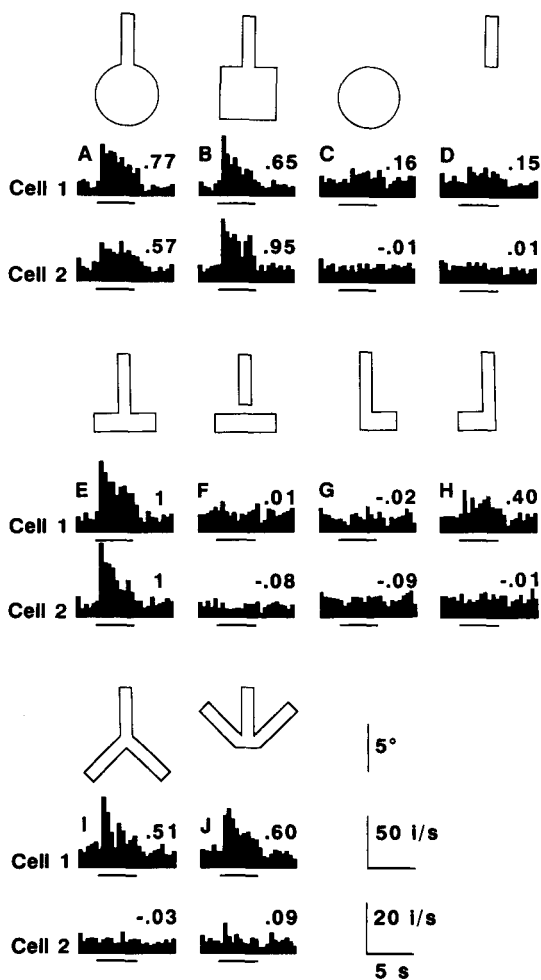 A .77 B .65 C .16 D .15
Cell 1
.57 .95 -.01 .01
Cell 2
E 1 F .01 G -.02 H .40
Cell 1
1 -.08 -.09 -.01
Cell 2
5°
I .51 J .60 50 i/s
Cell 1
-.03 .09 20 i/s
Cell 2
5 s